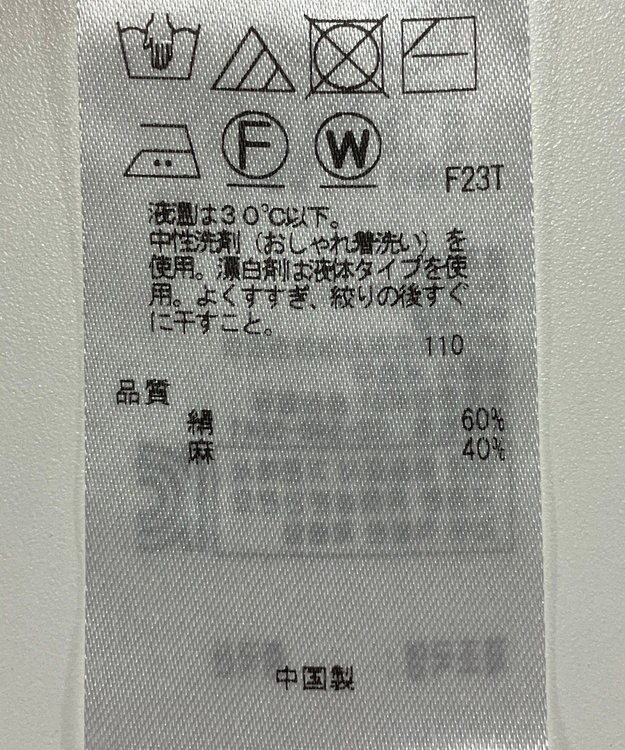 F W
F23T
液温は30℃以下。
中性洗剤（おしゃれ着洗い）を
使用。漂白剤は液体タイプを使
用。よくすすぎ、絞りの後すぐ
に干すこと。
110
品質
絹 60%
麻 40%
中国製